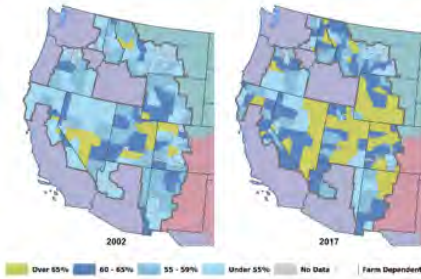 2002
2017
Over 65%
60 - 65%
55 - 59%
Under 55%
No Data
Farm Dependent